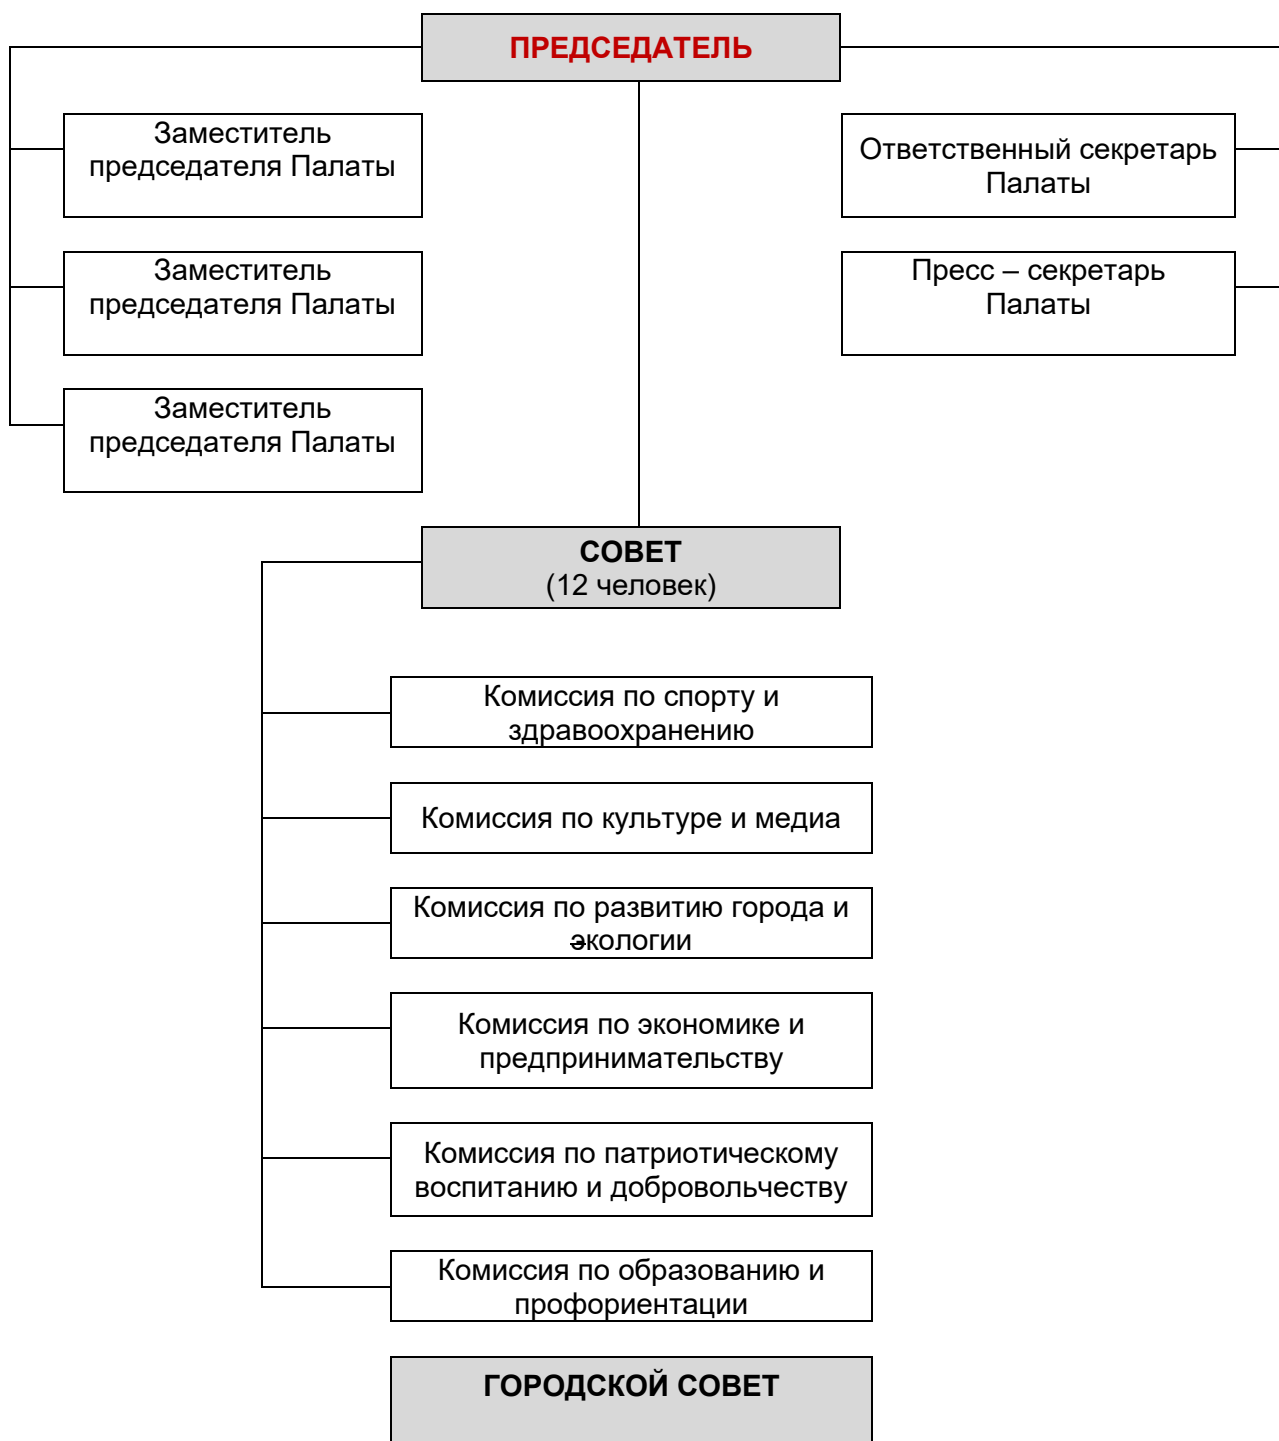 ПРЕДСЕДАТЕЛЬ
Заместитель
председателя Палаты
Ответственный секретарь
Палаты
Заместитель
председателя Палаты
Пресс – секретарь
Палаты
Заместитель
председателя Палаты
СОВЕТ
(12 человек)
Комиссия по спорту и
здравоохранению
Комиссия по культуре и медиа
Комиссия по развитию города и
экологии
Комиссия по экономике и
предпринимательству
Комиссия по патриотическому
воспитанию и добровольчеству
Комиссия по образованию и
профориентации
ГОРОДСКОЙ СОВЕТ